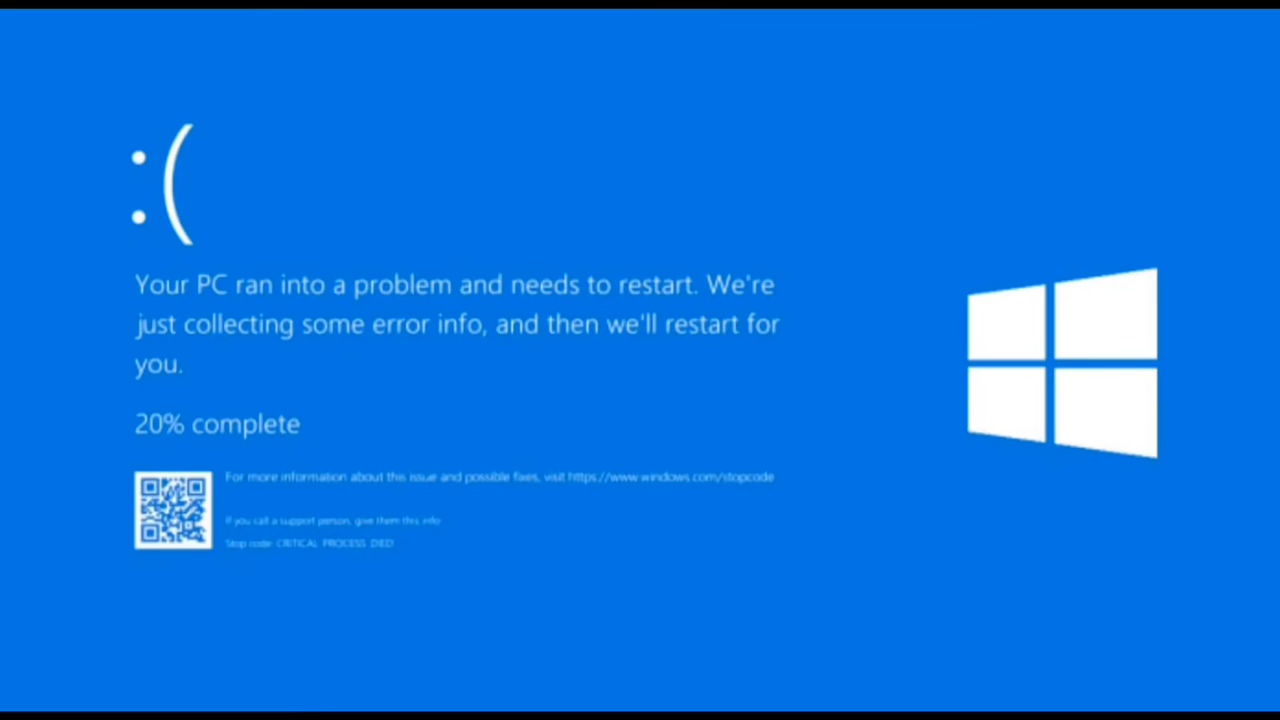 :(
Your PC ran into a problem and needs to restart. We're
just collecting some error info, and then we'll restart for
you.
20% complete
For more information about this issue and possible fixes, visit https://www.windows.com/stopcode
If you call a support person, give them this info
Stop code: CRITICAL PROCESS DIED